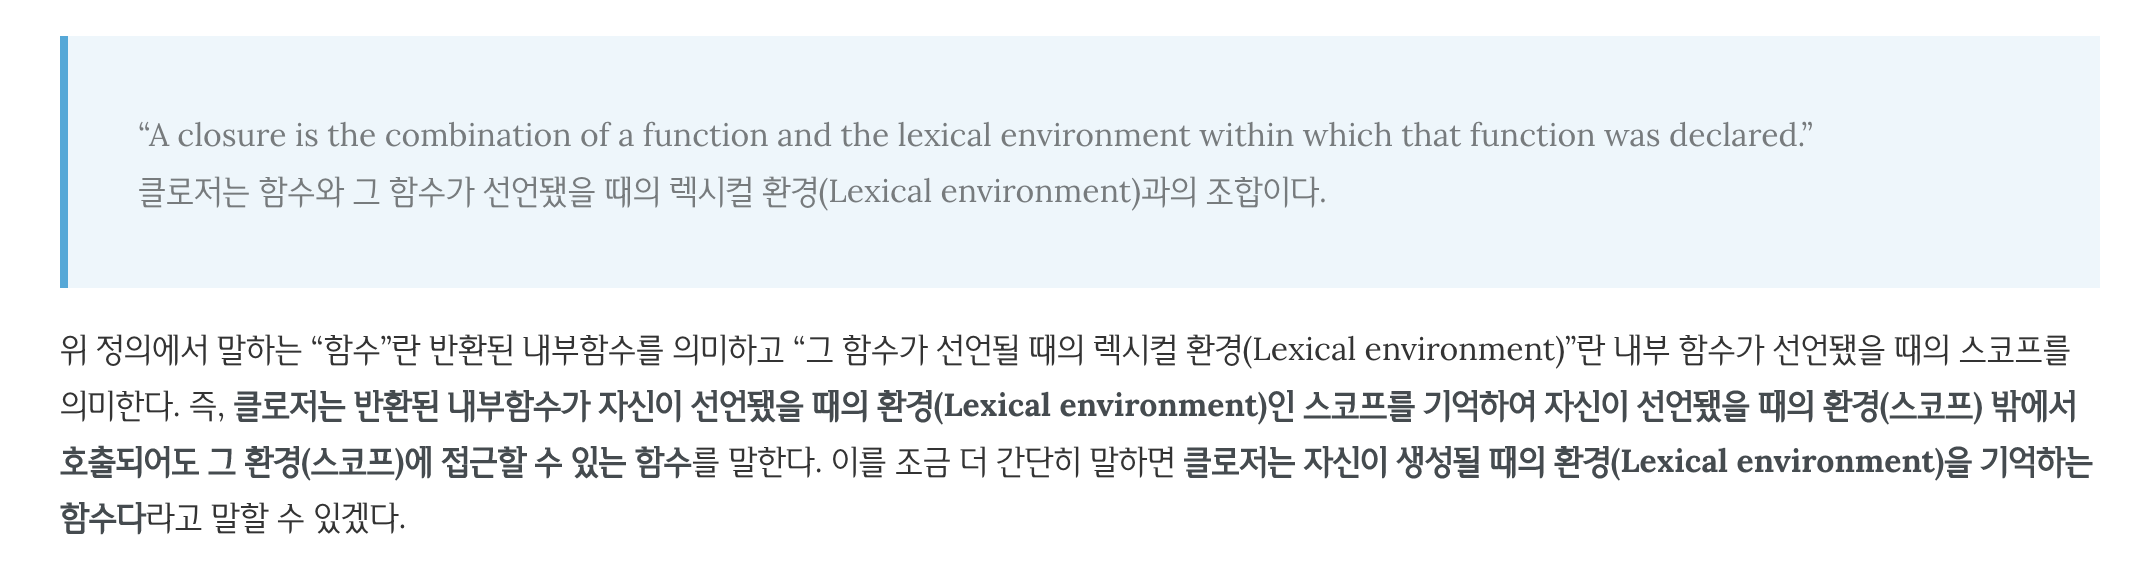 “A closure is the combination of a function and the lexical environment within which that function was declared.”
클로저는 함수와 그 함수가 선언됐을 때의 렉시컬 환경(Lexical environment)과의 조합이다.
위 정의에서 말하는 “함수”란 반환된 내부함수를 의미하고 “그 함수가 선언될 때의 렉시컬 환경(Lexical environment)”란 내부 함수가 선언됐을 때의 스코프를
의미한다. 즉, 클로저는 반환된 내부함수가 자신이 선언됐을 때의 환경(Lexical environment)인 스코프를 기억하여 자신이 선언됐을 때의 환경(스코프) 밖에서
호출되어도 그 환경(스코프)에 접근할 수 있는 함수를 말한다. 이를 조금 더 간단히 말하면 클로저는 자신이 생성될 때의 환경(Lexical environment)을 기억하는
함수다라고 말할 수 있겠다.